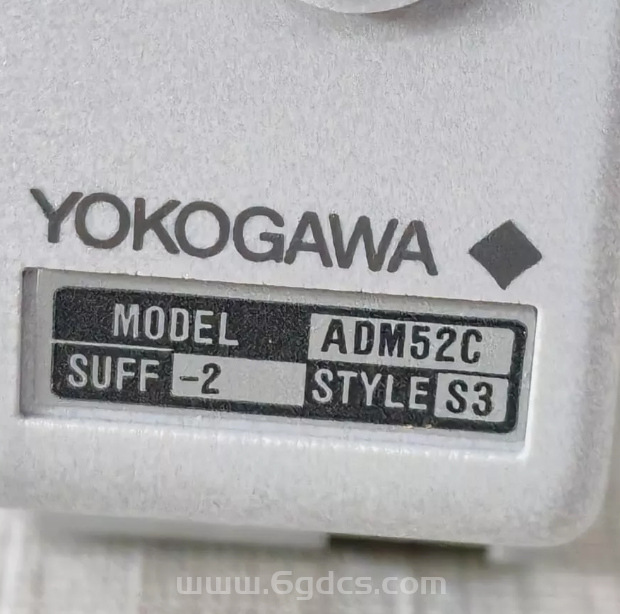 YOKOGAWA
MODEL ADM52C
SUFF -2 STYLE S3
www.6gdcs.com